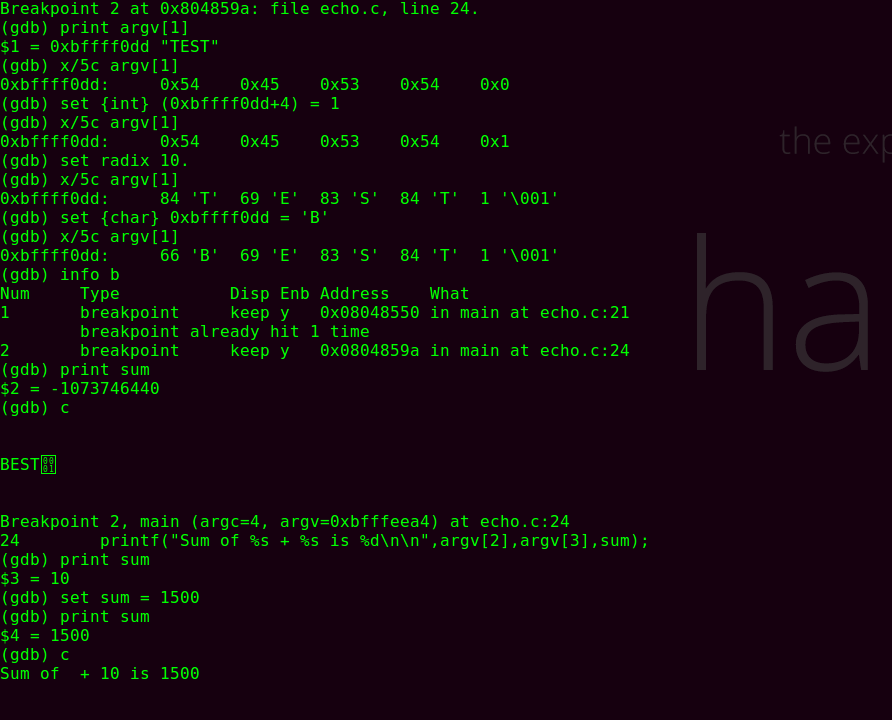 Breakpoint 2 at 0x804859a: file echo.c, line 24.
(gdb) print argv[1]
$1 = 0xbffff0dd "TEST"
(gdb) x/5c argv[1]
0xbffff0dd:     0x54    0x45    0x53    0x54    0x0
(gdb) set {int} (0xbffff0dd+4) = 1
(gdb) x/5c argv[1]
0xbffff0dd:     0x54    0x45    0x53    0x54    0x1
(gdb) set radix 10.
(gdb) x/5c argv[1]
0xbffff0dd:     84 'T'  69 'E'  83 'S'  84 'T'  1 '\001'
(gdb) set {char} 0xbffff0dd = 'B'
(gdb) x/5c argv[1]
0xbffff0dd:     66 'B'  69 'E'  83 'S'  84 'T'  1 '\001'
(gdb) info b
Num     Type           Disp Enb Address    What
1       breakpoint     keep y   0x08048550 in main at echo.c:21
        breakpoint already hit 1 time
2       breakpoint     keep y   0x0804859a in main at echo.c:24
(gdb) print sum
$2 = -1073746440
(gdb) c
BEST0001
Breakpoint 2, main (argc=4, argv=0xbfffeea4) at echo.c:24
24        printf("Sum of %s + %s is %d\n\n",argv[2],argv[3],sum);
(gdb) print sum
$3 = 10
(gdb) set sum = 1500
(gdb) print sum
$4 = 1500
(gdb) c
Sum of  + 10 is 1500
the exp
ha